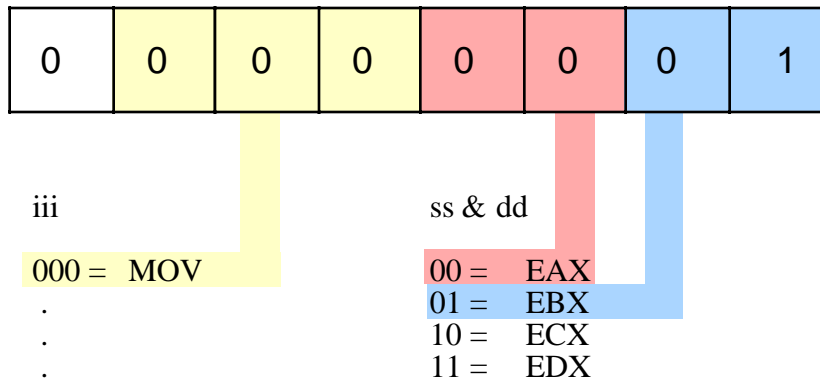 0 0 0 0 0 0 0 1
iii ss & dd
000 = MOV 00 = EAX
. 01 = EBX
. 10 = ECX
. 11 = EDX